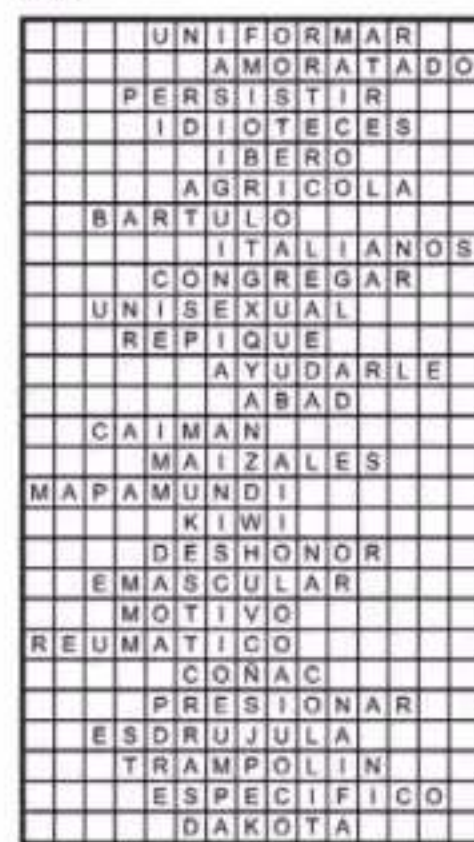 UNIFORMAR
AMORATADO
PERSISTIR
IDIOTECES
IBERO
AGRICOLA
BARTULO
ITALIANOS
CONGREGAR
UNISEXUAL
REPIQUE
AYUDARLE
ABAD
CAIMAN
MAIZALES
MAPAMUNDI
KIWI
DESHONOR
EMASCULAR
MOTIVO
REUMATICO
COÑAC
PRESIONAR
ESDRUJULA
TRAMPOLIN
ESPECIFICO
DAKOTA